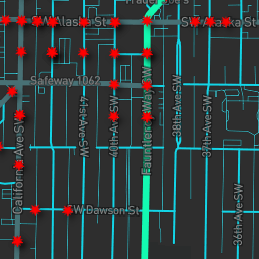 Trader Joe's
SW Alaska St
SW Alaska St
Safeway 1062
California Ave SW
41st Ave SW
40th Ave SW
Fauntleroy Way SW
38th Ave SW
37th Ave SW
36th Ave SW
SW Dawson St